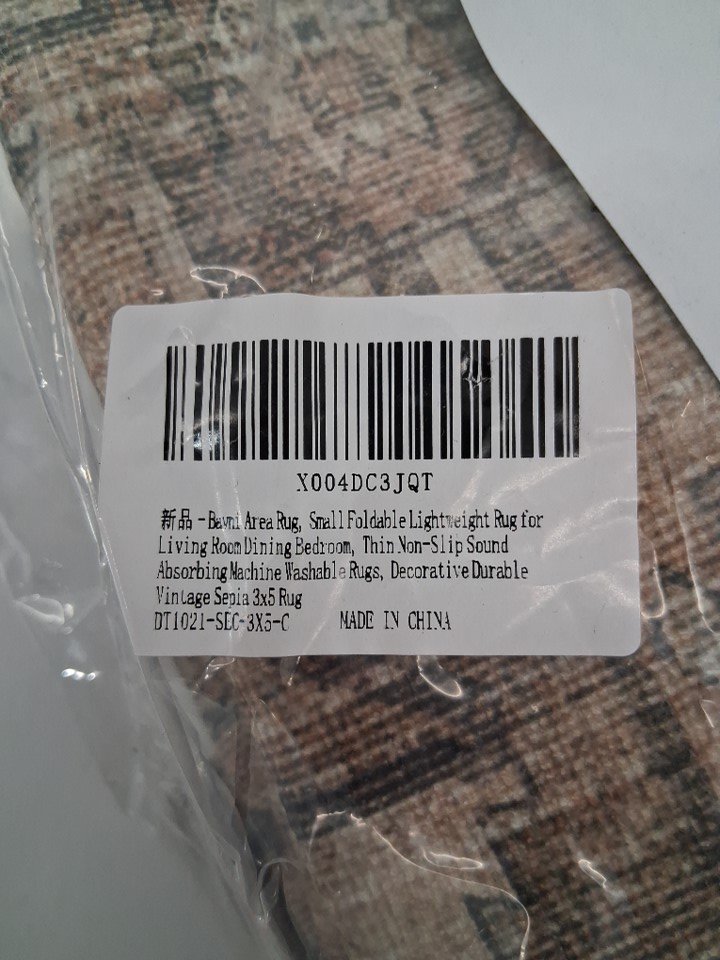 X004DC3JQT
新品 - Bavni Area Rug, Small Foldable Lightweight Rug for
Living Room Dining Bedroom, Thin Non-Slip Sound
Absorbing Machine Washable Rugs, Decorative Durable
Vintage Sepia 3x5 Rug
DT1021-SEC-3X5-C MADE IN CHINA